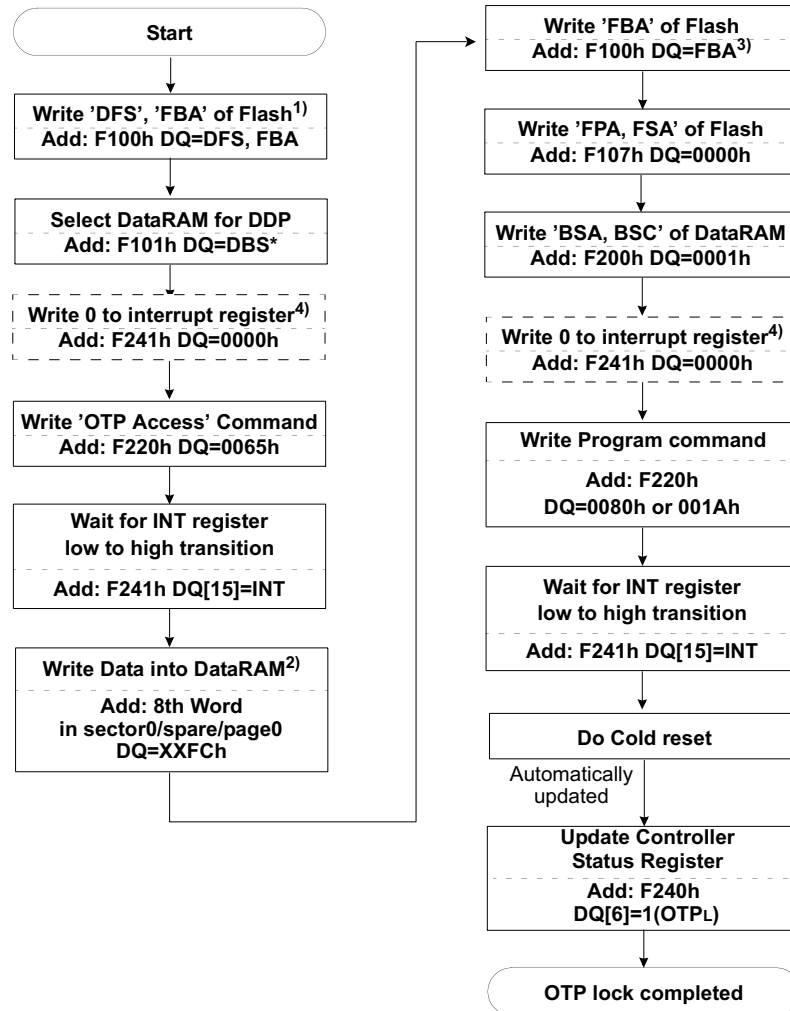 Start
Write 'DFS', 'FBA' of Flash1)
Add: F100h DQ=DFS, FBA
Select DataRAM for DDP
Add: F101h DQ=DBS*
Write 0 to interrupt register4)
Add: F241h DQ=0000h
Write 'OTP Access' Command
Add: F220h DQ=0065h
Wait for INT register
low to high transition
Add: F241h DQ[15]=INT
Write Data into DataRAM2)
Add: 8th Word
in sector0/spare/page0
DQ=XXFCh
Write 'FBA' of Flash
Add: F100h DQ=FBA3)
Write 'FPA, FSA' of Flash
Add: F107h DQ=0000h
Write 'BSA, BSC' of DataRAM
Add: F200h DQ=0001h
Write 0 to interrupt register4)
Add: F241h DQ=0000h
Write Program command
Add: F220h
DQ=0080h or 001Ah
Wait for INT register
low to high transition
Add: F241h DQ[15]=INT
Do Cold reset
Automatically
updated
Update Controller
Status Register
Add: F240h
DQ[6]=1(OTPL)
OTP lock completed